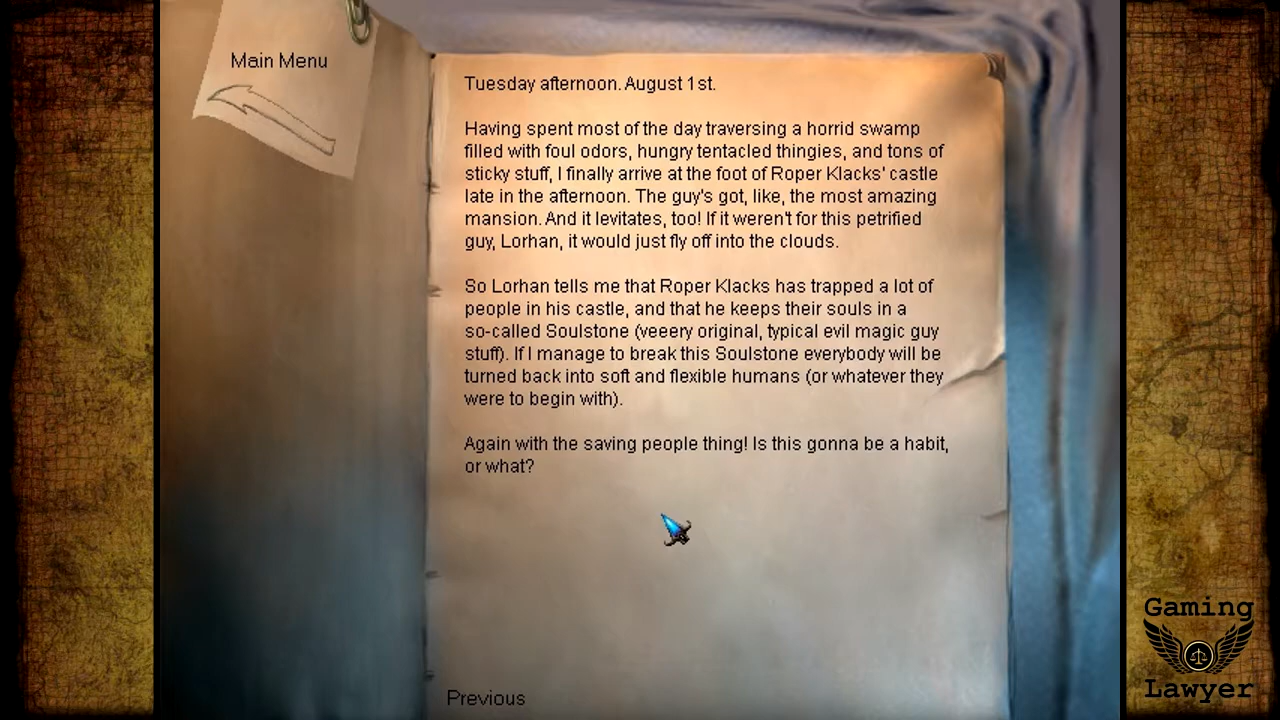 Main Menu
Tuesday afternoon. August 1st.
Having spent most of the day traversing a horrid swamp
filled with foul odors, hungry tentacled thingies, and tons of
sticky stuff, I finally arrive at the foot of Roper Klacks' castle
late in the afternoon. The guy's got, like, the most amazing
mansion. And it levitates, too! If it weren't for this petrified
guy, Lorhan, it would just fly off into the clouds.
So Lorhan tells me that Roper Klacks has trapped a lot of
people in his castle, and that he keeps their souls in a
so-called Soulstone (veeery original, typical evil magic guy
stuff). If I manage to break this Soulstone everybody will be
turned back into soft and flexible humans (or whatever they
were to begin with).
Again with the saving people thing! Is this gonna be a habit,
or what?
Previous
Gaming
Lawyer